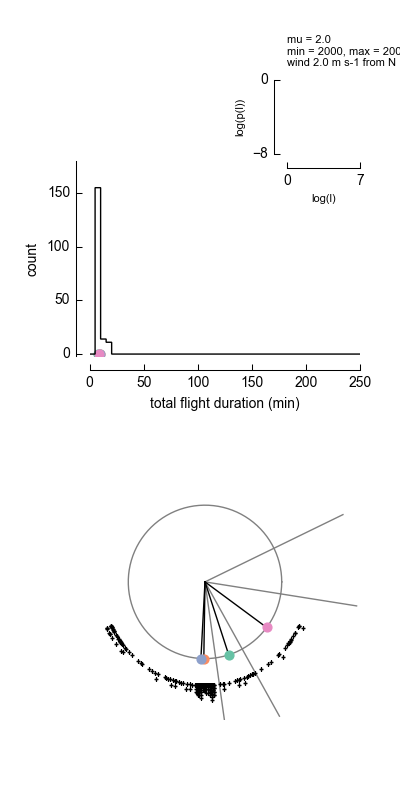 mu = 2.0
min = 2000, max = 200
wind 2.0 m s-1 from N
0
log(p(l))
−8
0 7
log(l)
150
100
50
0
count
0 50 100 150 200 250
total flight duration (min)